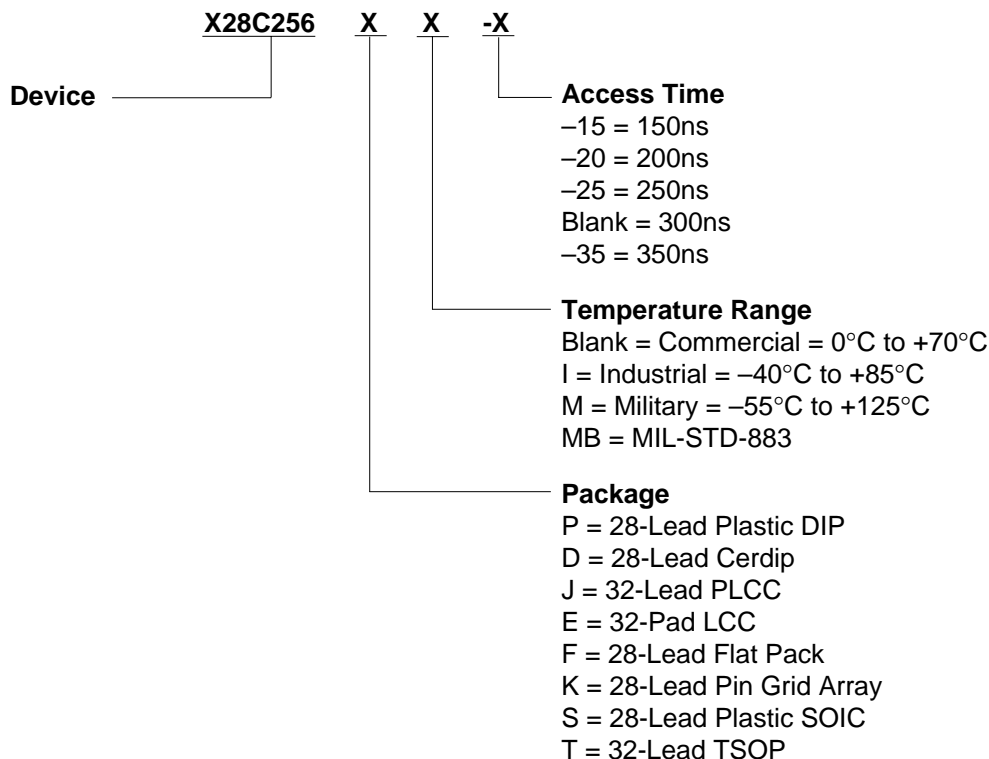 X28C256 X X -X
Device
Access Time
–15 = 150ns
–20 = 200ns
–25 = 250ns
Blank = 300ns
–35 = 350ns
Temperature Range
Blank = Commercial = 0°C to +70°C
I = Industrial = –40°C to +85°C
M = Military = –55°C to +125°C
MB = MIL-STD-883
Package
P = 28-Lead Plastic DIP
D = 28-Lead Cerdip
J = 32-Lead PLCC
E = 32-Pad LCC
F = 28-Lead Flat Pack
K = 28-Lead Pin Grid Array
S = 28-Lead Plastic SOIC
T = 32-Lead TSOP